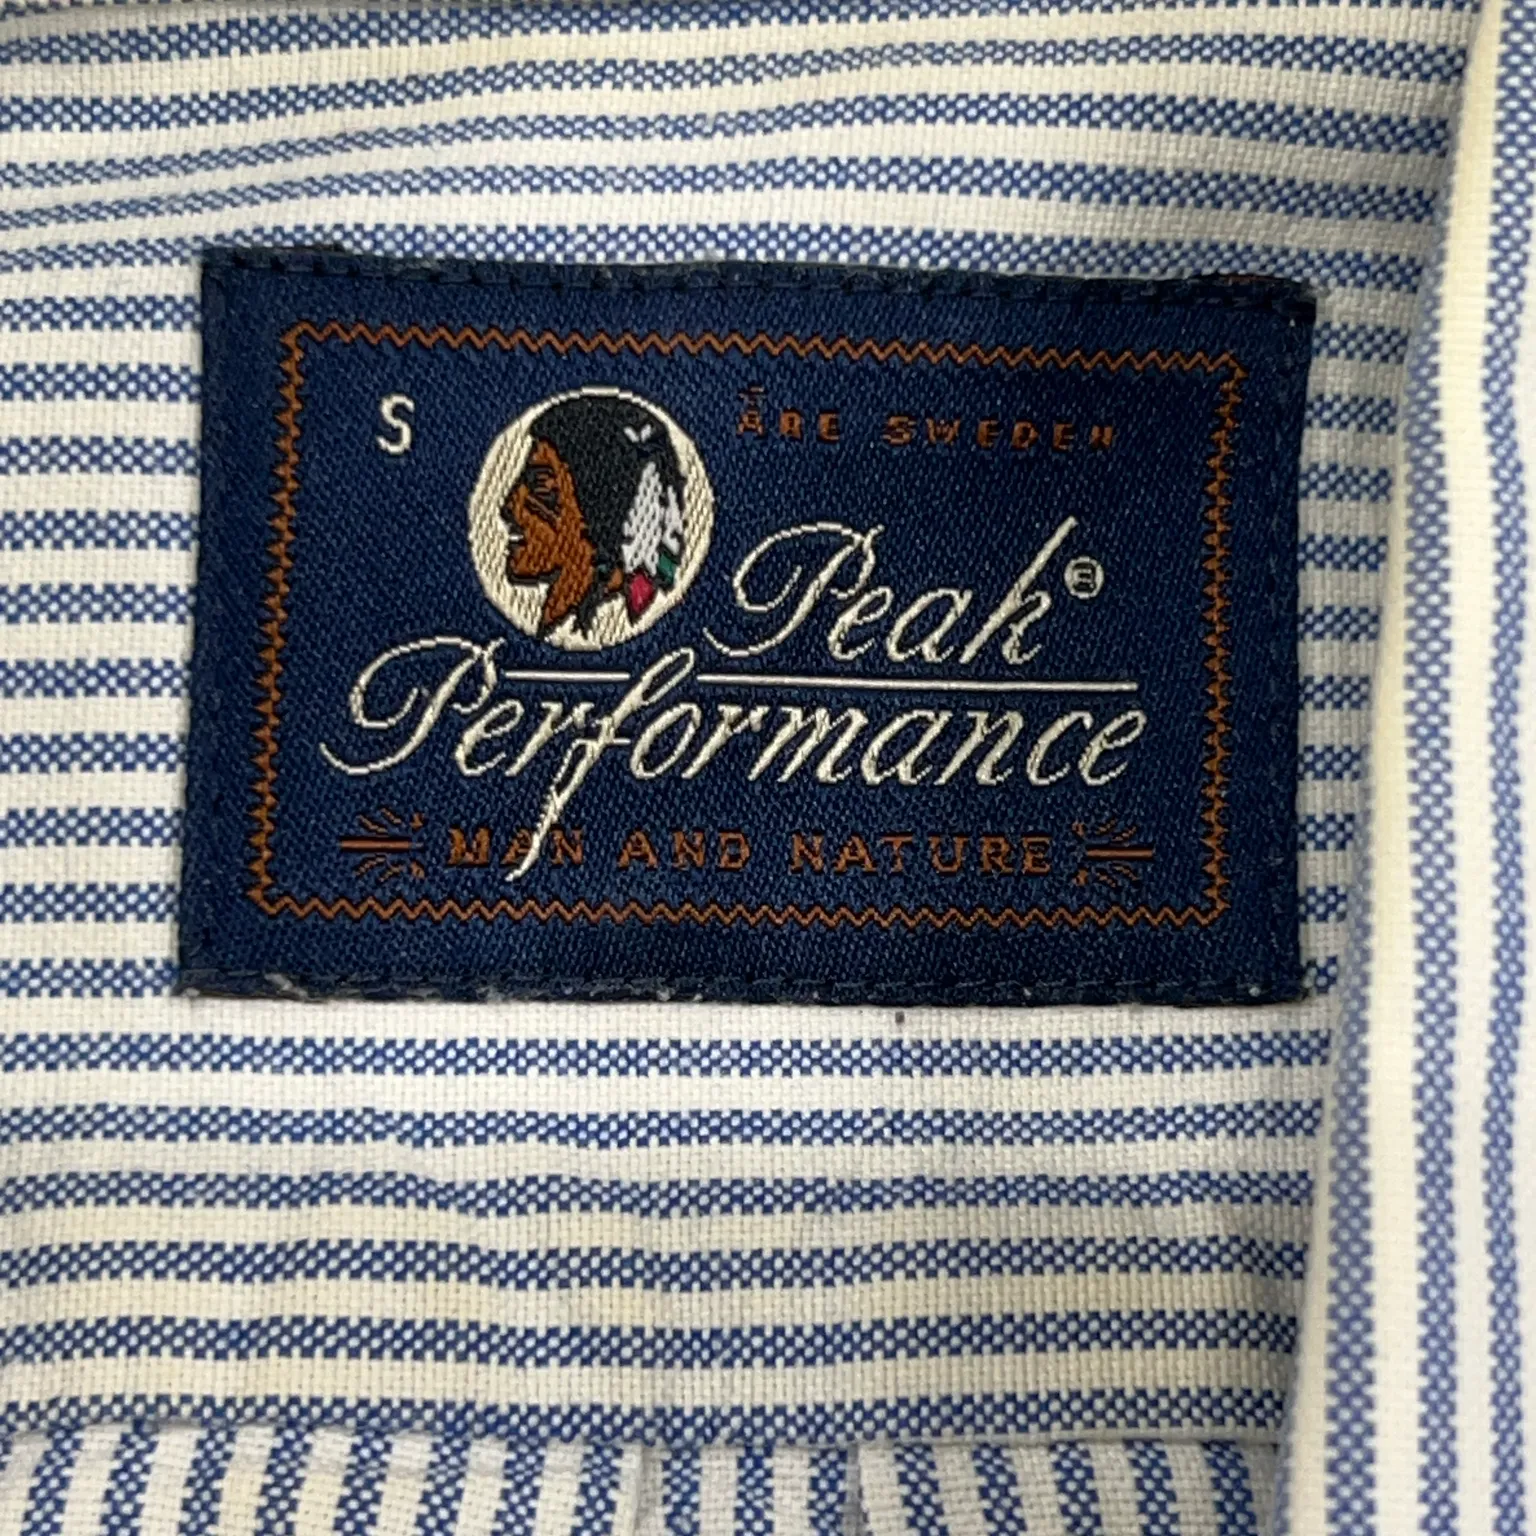 S
ÅRE SWEDEN
Peak®
Performance
MAN AND NATURE